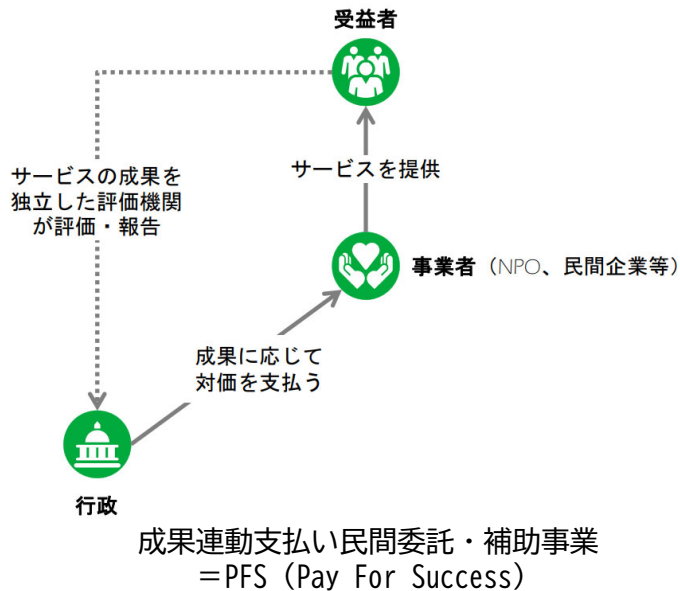 受益者
サービスを提供
サービスの成果を
独立した評価機関
が評価・報告
事業者（NPO、民間企業等）
成果に応じて
対価を支払う
行政
成果連動支払い民間委託・補助事業
＝PFS（Pay For Success）